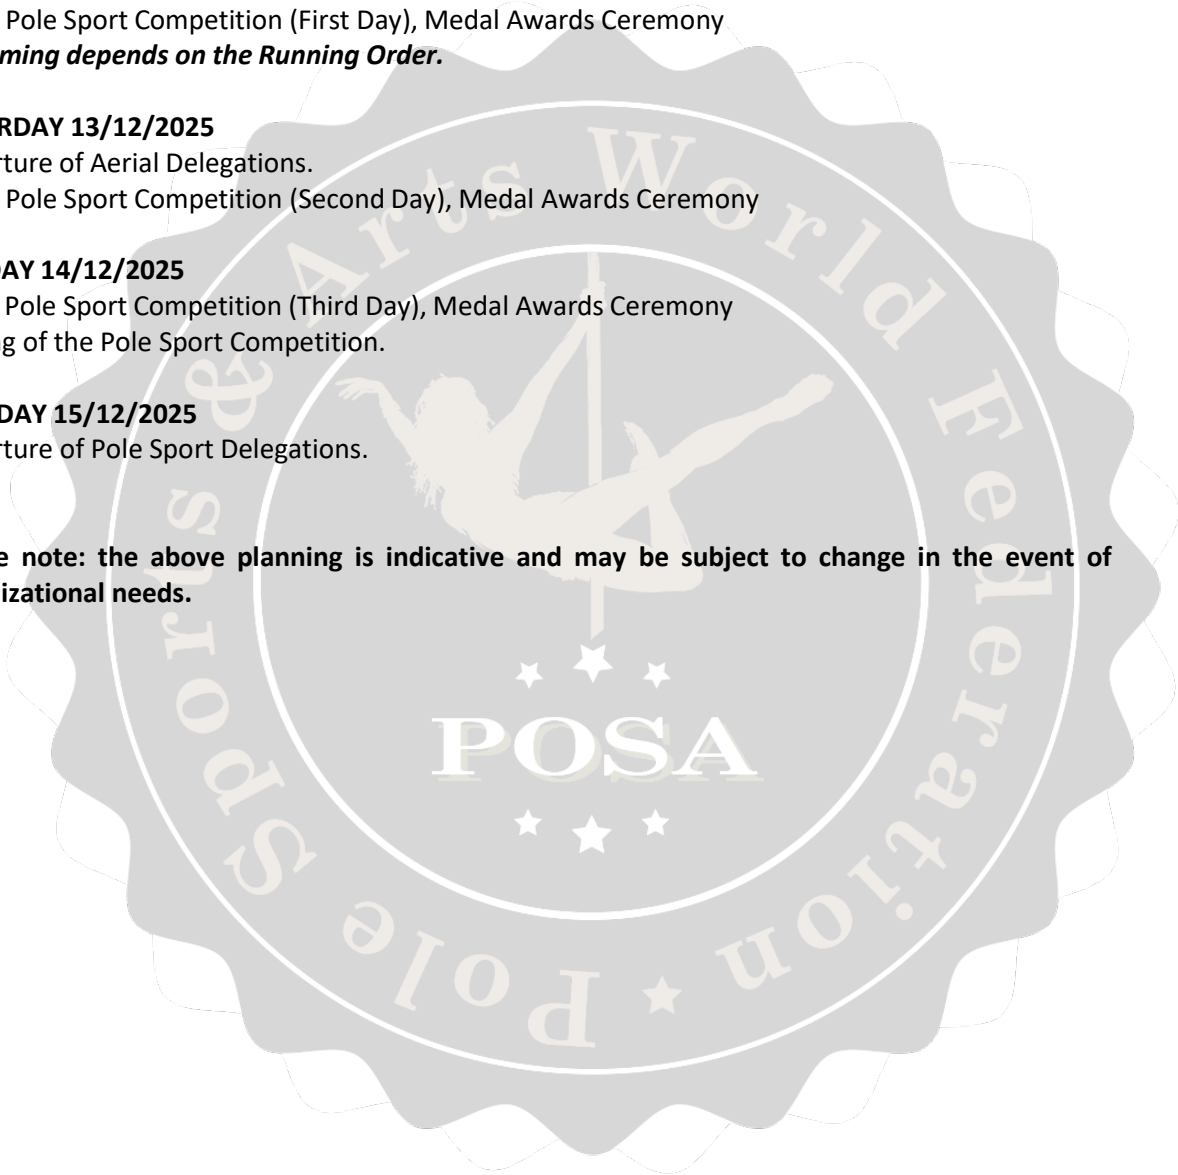 Pole Sport Competition (First Day), Medal Awards Ceremony
ming depends on the Running Order.
RDAY 13/12/2025
rture of Aerial Delegations.
Pole Sport Competition (Second Day), Medal Awards Ceremony
DAY 14/12/2025
Pole Sport Competition (Third Day), Medal Awards Ceremony
g of the Pole Sport Competition.
DAY 15/12/2025
rture of Pole Sport Delegations.
e note: the above planning is indicative and may be subject to change in the event of
izational needs.
Pole Sports & Arts World Federation
POSA